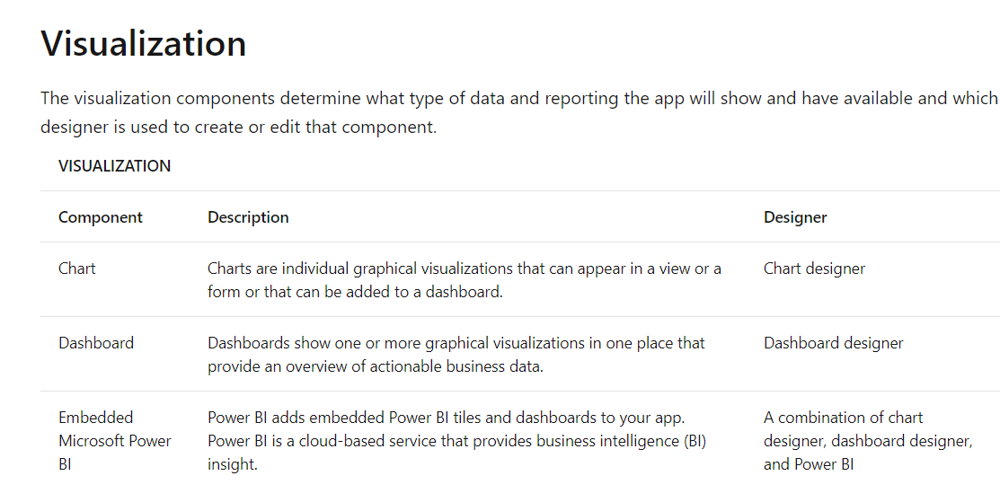 Visualization
The visualization components determine what type of data and reporting the app will show and have available and which
designer is used to create or edit that component.
VISUALIZATION
Component Description Designer
Chart Charts are individual graphical visualizations that can appear in a view or a Chart designer
form or that can be added to a dashboard.
Dashboard Dashboards show one or more graphical visualizations in one place that Dashboard designer
provide an overview of actionable business data.
Embedded Power BI adds embedded Power BI tiles and dashboards to your app. A combination of chart
Microsoft Power Power BI is a cloud-based service that provides business intelligence (BI) designer, dashboard designer,
BI insight. and Power BI